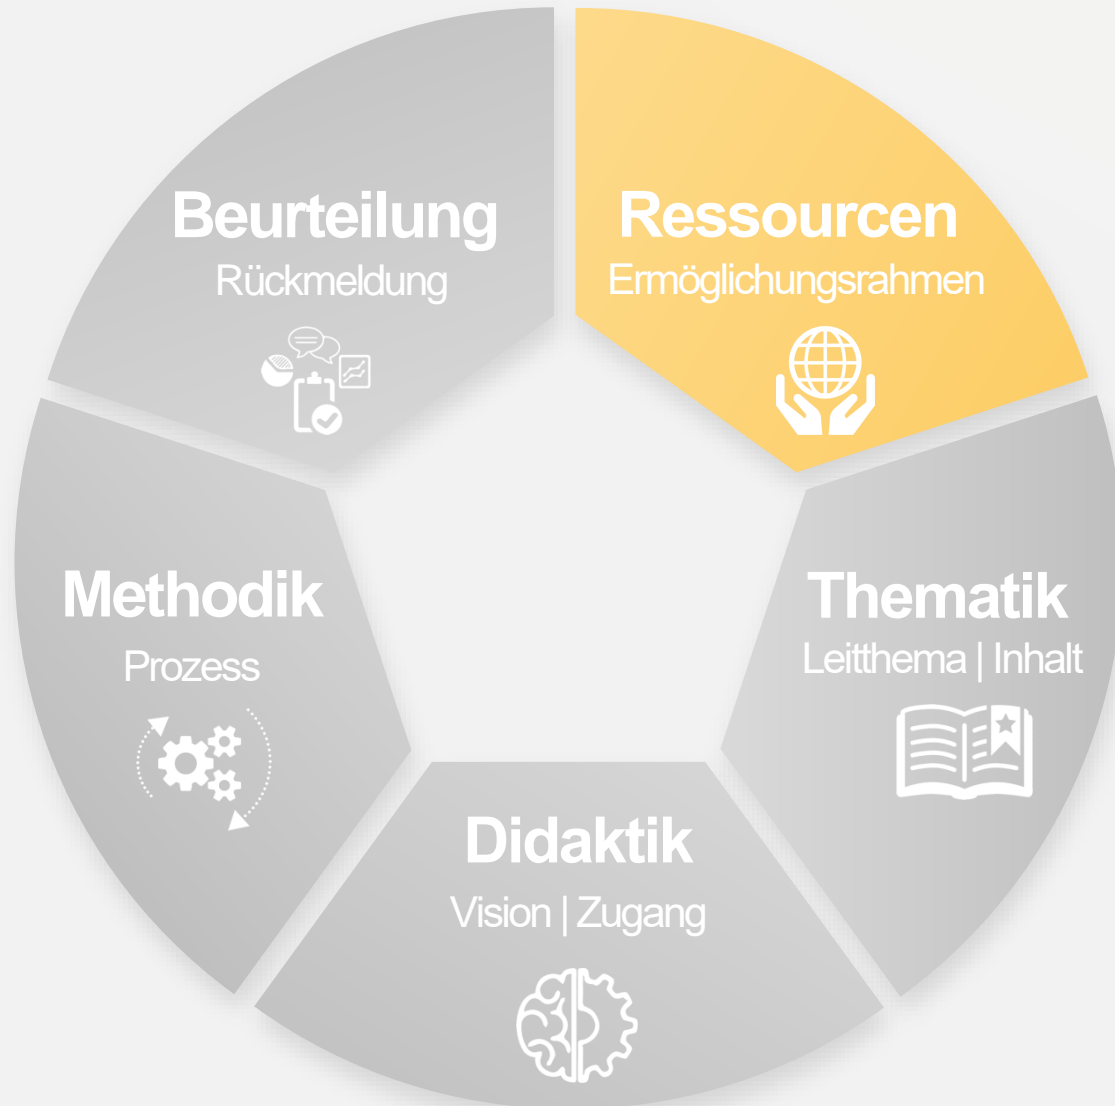 Beurteilung
Rückmeldung
Ressourcen
Ermöglichungsrahmen
Methodik
Prozess
Thematik
Leitthema | Inhalt
Didaktik
Vision | Zugang